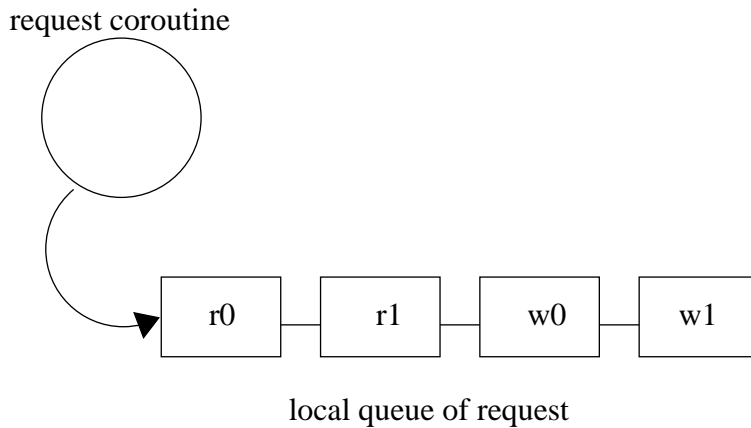 request coroutine
r0 r1 w0 w1
local queue of request